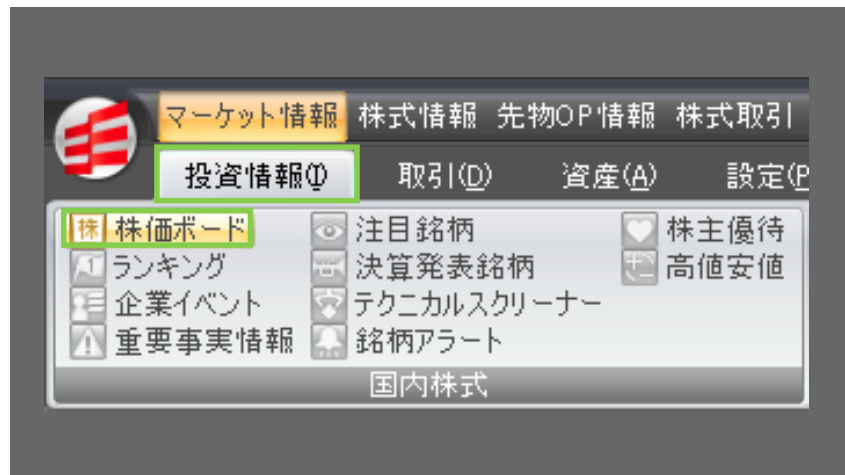 マーケット情報 株式情報 先物OP情報 株式取引
投資情報(I) 取引(D) 資産(A) 設定(P
株 株価ボード 注目銘柄 株主優待
ランキング 決算発表銘柄 高値安値
企業イベント テクニカルスクリーナー
重要事実情報 銘柄アラート
国内株式